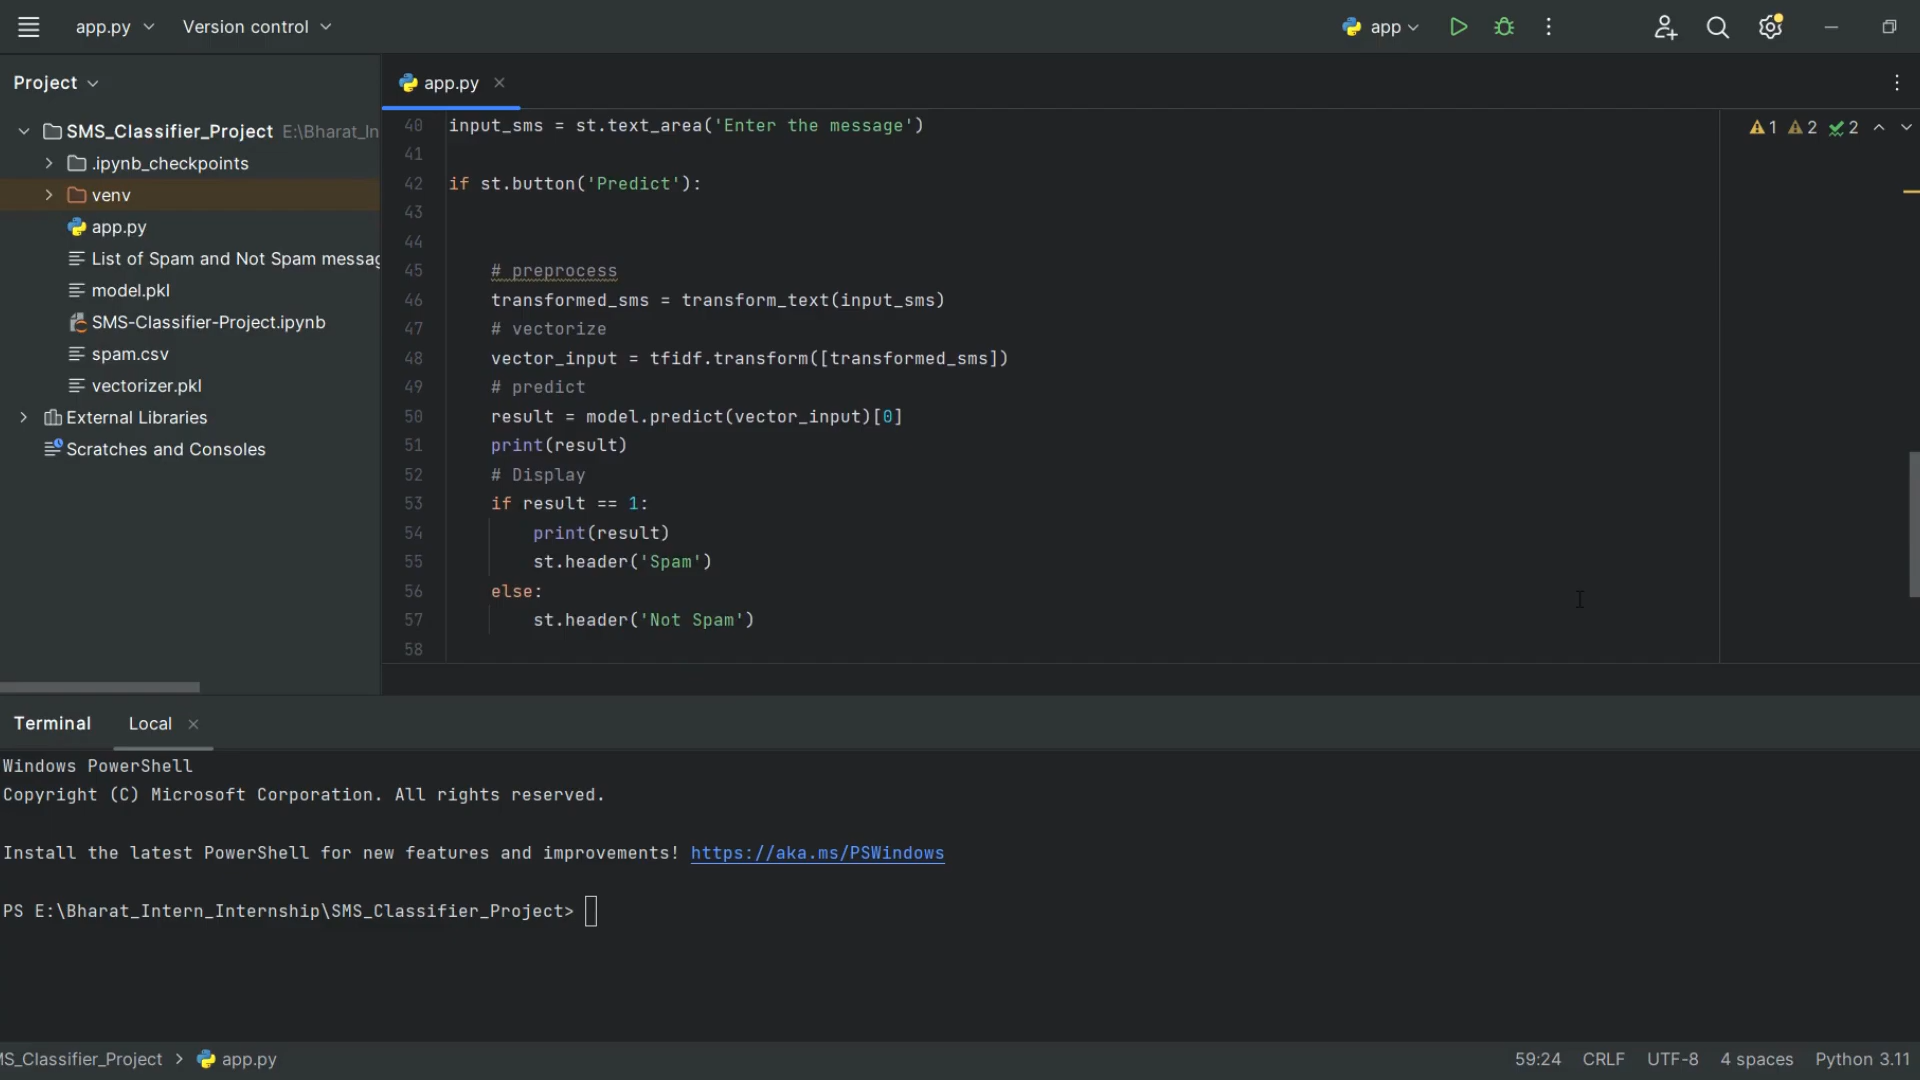 app.py
Version control
app
Project
app.py
SMS_Classifier_Project E:\Bharat_In
.ipynb_checkpoints
venv
app.py
List of Spam and Not Spam messag
model.pkl
SMS-Classifier-Project.ipynb
spam.csv
vectorizer.pkl
External Libraries
Scratches and Consoles
1 2 2
40 input_sms = st.text_area('Enter the message')
41
42 if st.button('Predict'):
43
44
45 # preprocess
46 transformed_sms = transform_text(input_sms)
47 # vectorize
48 vector_input = tfidf.transform([transformed_sms])
49 # predict
50 result = model.predict(vector_input)[0]
51 print(result)
52 # Display
53 if result == 1:
54 print(result)
55 st.header('Spam')
56 else:
57 st.header('Not Spam')
58
Terminal Local
Windows PowerShell
Copyright (C) Microsoft Corporation. All rights reserved.
Install the latest PowerShell for new features and improvements! https://aka.ms/PSWindows
PS E:\Bharat_Intern_Internship\SMS_Classifier_Project>
MS_Classifier_Project > app.py
59:24 CRLF UTF-8 4 spaces Python 3.11